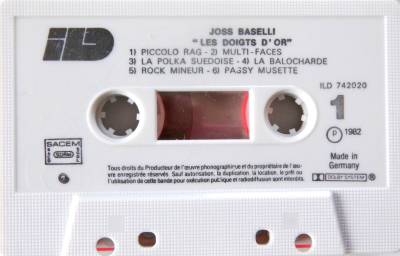 ILD
JOSS BASELLI
"LES DOIGTS D'OR"
1) PICCOLO RAG - 2) MULTI-FACES
3) LA POLKA SUEDOISE - 4) LA BALOCHARDE
5) ROCK MINEUR - 6) PASSY MUSETTE
ILD 742020
1
P 1982
SACEM
Made in
Germany
Tous droits du Producteur de l'œuvre phonographique et du propriétaire de l'œu-
vre enregistrée réservés. Sauf autorisation, la duplication, la location, le prêt ou
l'utilisation de cette bande pour exécution publique et radiodiffusion sont interdits.
DOLBY SYSTEM